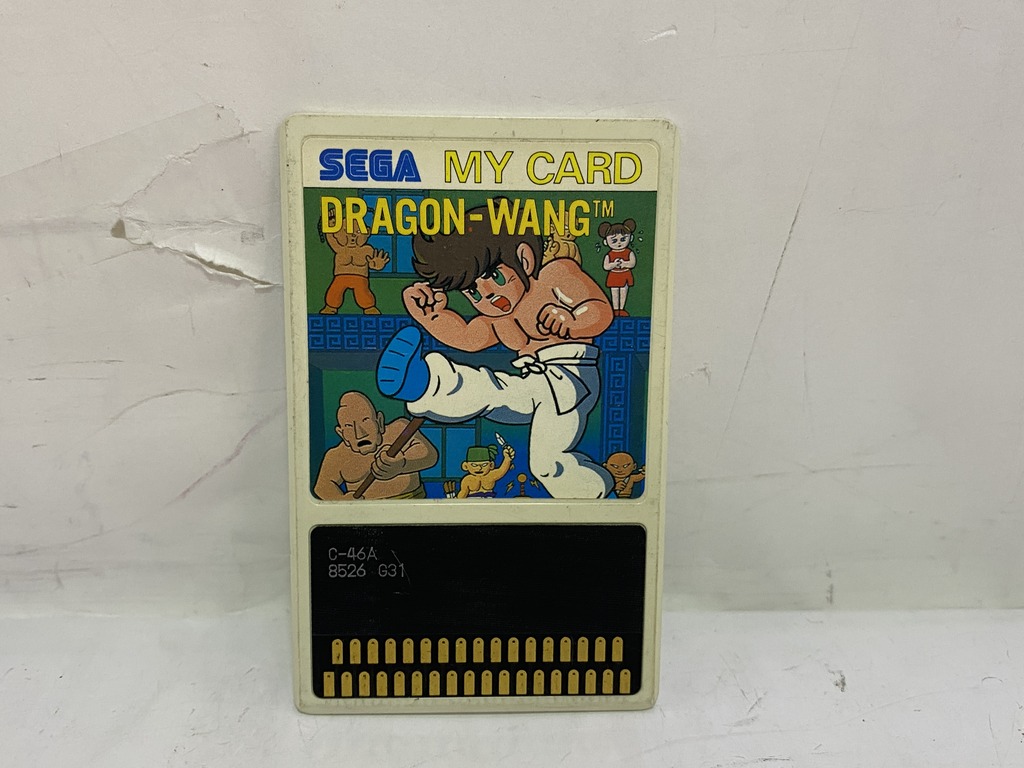 SEGA MY CARD
DRAGON-WANG™
C-46A
8526 G31